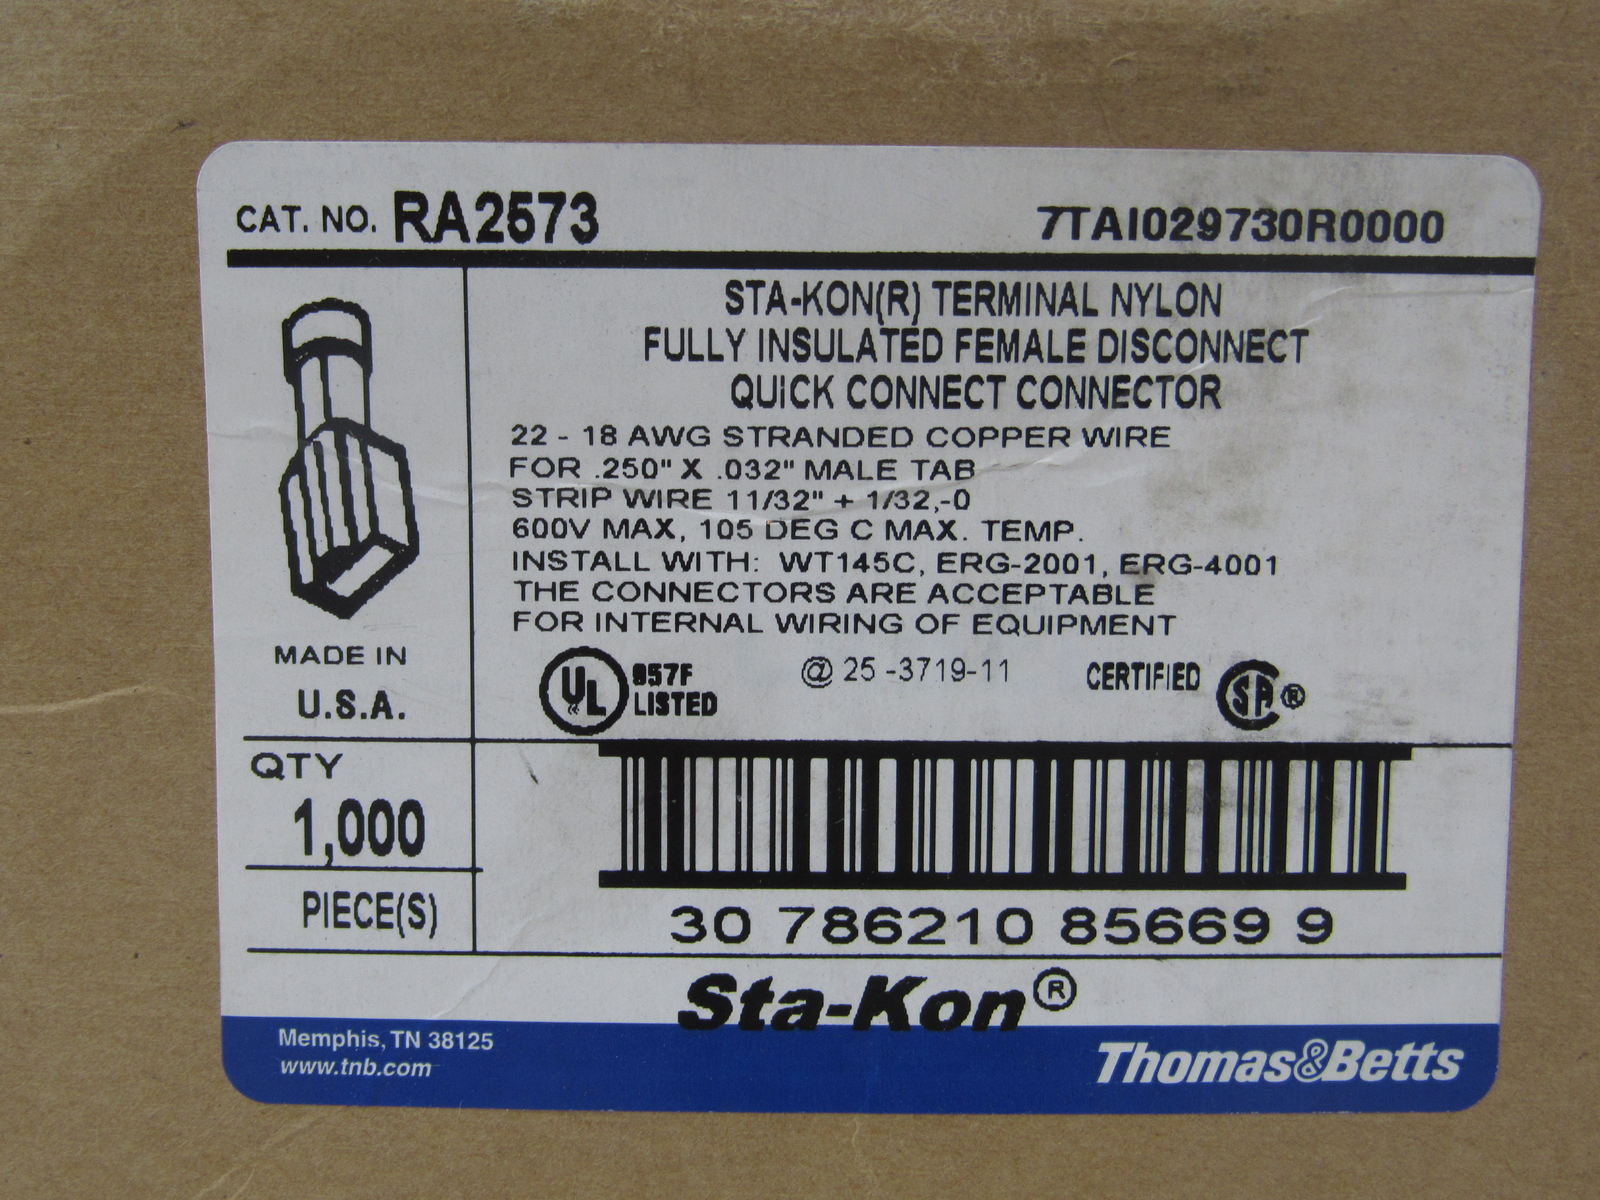 CAT. NO. RA2573 7TAI029730R0000
STA-KON(R) TERMINAL NYLON
FULLY INSULATED FEMALE DISCONNECT
QUICK CONNECT CONNECTOR
22 - 18 AWG STRANDED COPPER WIRE
FOR .250" X .032" MALE TAB
STRIP WIRE 11/32" + 1/32,-0
600V MAX, 105 DEG C MAX. TEMP.
INSTALL WITH: WT145C, ERG-2001, ERG-4001
THE CONNECTORS ARE ACCEPTABLE
FOR INTERNAL WIRING OF EQUIPMENT
MADE IN
U.S.A.
UL 957F
LISTED
@ 25 -3719-11
CERTIFIED SA ®
QTY
1,000
PIECE(S)
30 786210 85669 9
Sta-Kon®
Memphis, TN 38125
www.tnb.com
Thomas&Betts